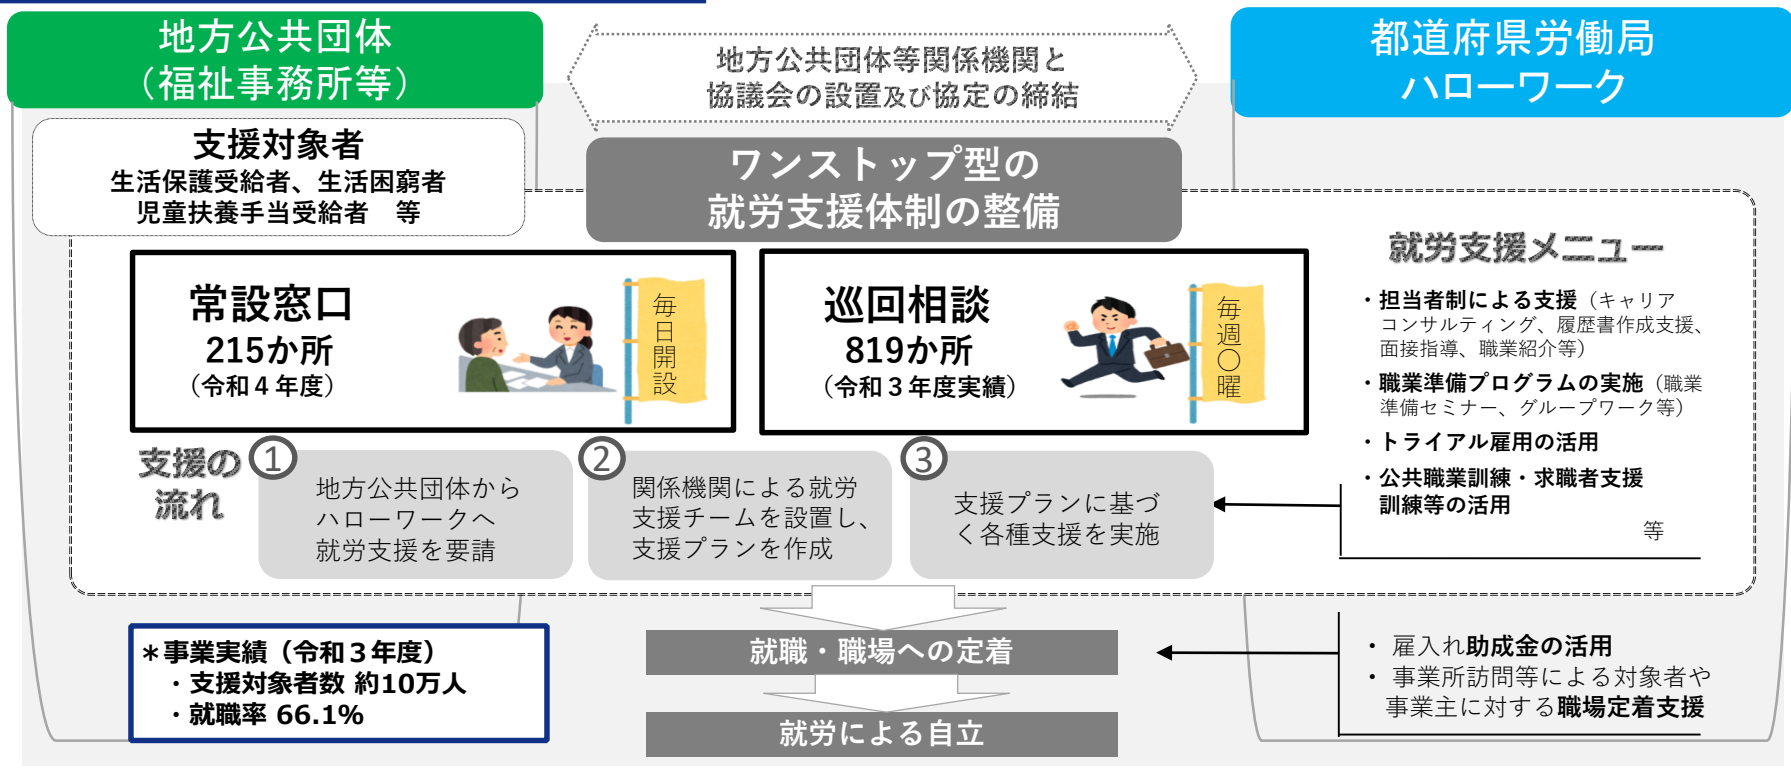 地方公共団体
（福祉事務所等）
地方公共団体等関係機関と
協議会の設置及び協定の締結
都道府県労働局
ハローワーク
支援対象者
生活保護受給者、生活困窮者
児童扶養手当受給者　等
ワンストップ型の
就労支援体制の整備
常設窓口
215か所
（令和４年度）
毎日開設
巡回相談
819か所
（令和３年度実績）
毎週〇曜
就労支援メニュー
・担当者制による支援（キャリア
コンサルティング、履歴書作成支援、
面接指導、職業紹介等）
・職業準備プログラムの実施（職業
準備セミナー、グループワーク等）
・トライアル雇用の活用
・公共職業訓練・求職者支援
訓練等の活用
等
支援の
流れ
①
地方公共団体から
ハローワークへ
就労支援を要請
②
関係機関による就労
支援チームを設置し、
支援プランを作成
③
支援プランに基づ
く各種支援を実施
＊事業実績（令和３年度）
・支援対象者数 約10万人
・就職率 66.1%
就職・職場への定着
就労による自立
・ 雇入れ助成金の活用
・ 事業所訪問等による対象者や
事業主に対する職場定着支援